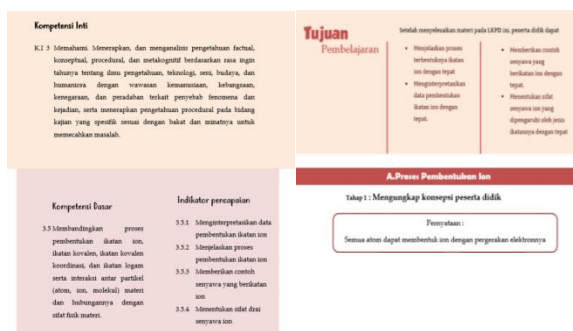 Kompetensi Inti
K.I 3 Memahami. Menerapkan, dan menganalisis pengetahuan factual,
konseptual, procedural, dan metakognitif berdasarkan rasa ingin
tahunya tentang ilmu pengetahuan, teknologi, seni, budaya, dan
humaniora dengan wawasan kemanusiaan, kebangsaan,
kenegaraan, dan peradaban terkait penyebab fenomena dan
kejadian, serta menerapkan pengetahuan procedural pada bidang
kajian yang spesifik sesuai dengan bakat dan minatnya untuk
memecahkan masalah.
Tujuan
Pembelajaran
Setelah menyelesaikan materi pada LKPD ini, peserta didik dapat
• Menjelaskan proses
terbentuknya ikatan
ion dengan tepat
• Menginterpretasikan
data pembentukan
ikatan ion dengan
tepat.
• Memberikan contoh
senyawa yang
berikatan ion dengan
tepat.
• Menentukan sifat
senyawa ion yang
dipengaruhi oleh jenis
ikatannya dengan tepat
Kompetensi Dasar
3.5 Membandingkan proses
pembentukan ikatan ion,
ikatan kovalen, ikatan kovalen
koordinasi, dan ikatan logam
serta interaksi antar partikel
(atom, ion, molekul) materi
dan hubungannya dengan
sifat fisik materi.
Indikator pencapaian
3.5.1 Menginterpretasikan data
pembentukan ikatan ion
3.5.2 Menjelaskan proses
pembentukan ikatan ion
3.5.3 Memberikan contoh
senyawa yang berikatan
ion
3.5.4 Menentukan sifat drai
senyawa ion
A.Proses Pembentukan Ion
Tahap 1 : Mengungkap konsepsi peserta didik
Pernyataan :
Semua atom dapat membentuk ion dengan pergerakan elektronnya